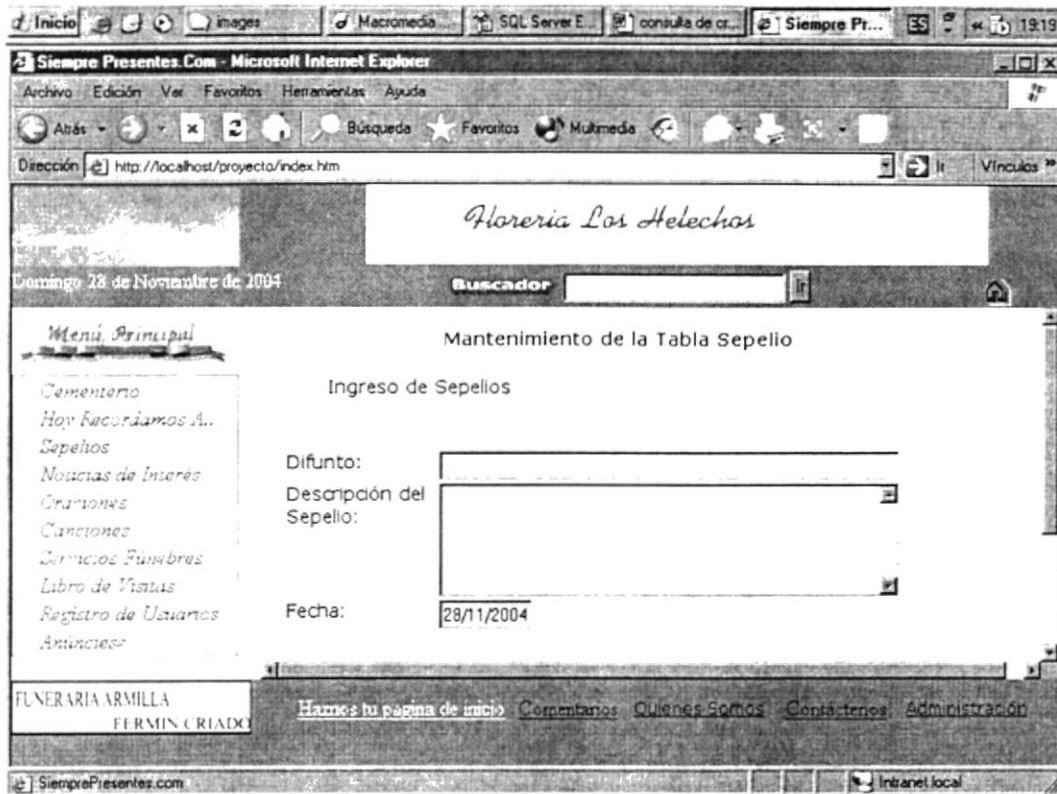 Inicio images Macromedia ... SQL Server E... consulta de cr... Siempre Pr... ES « 19:19
Siempre Presentes.Com - Microsoft Internet Explorer
Archivo Edición Ver Favoritos Herramientas Ayuda
Atrás Búsqueda Favoritos Multimedia
Dirección http://localhost/proyecto/index.htm Ir Vínculos »
Floreria Los Helechos
Domingo 28 de Noviembre de 2004
Buscador Ir
Menú Principal
Mantenimiento de la Tabla Sepelio
Ingreso de Sepelios
Cementerio
Hoy Recordamos A..
Sepelios
Noticias de Interés
Oraciones
Canciones
Servicios Fúnebres
Libro de Visitas
Registro de Usuarios
Anúnciese
Difunto:
Descripción del
Sepelio:
Fecha: 28/11/2004
FUNERARIA ARMILLA
FERMIN CRIADO
Haznos tu pagina de inicio Comentarios Quienes Somos Contáctenos Administración
SiemprePresentes.com Intranet local